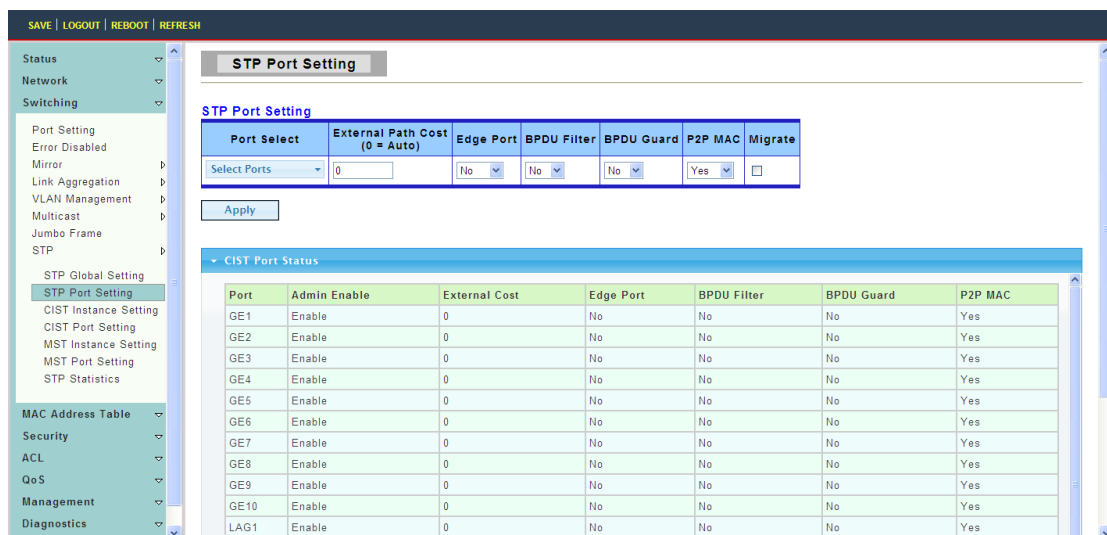 SAVE | LOGOUT | REBOOT | REFRESH
Status
Network
Switching
Port Setting
Error Disabled
Mirror
Link Aggregation
VLAN Management
Multicast
Jumbo Frame
STP
STP Global Setting
STP Port Setting
CIST Instance Setting
CIST Port Setting
MST Instance Setting
MST Port Setting
STP Statistics
MAC Address Table
Security
ACL
QoS
Management
Diagnostics
STP Port Setting
STP Port Setting
Port Select External Path Cost (0 = Auto) Edge Port BPDU Filter BPDU Guard P2P MAC Migrate
Select Ports 0 No No No Yes
Apply
CIST Port Status
Port Admin Enable External Cost Edge Port BPDU Filter BPDU Guard P2P MAC
GE1 Enable 0 No No No Yes
GE2 Enable 0 No No No Yes
GE3 Enable 0 No No No Yes
GE4 Enable 0 No No No Yes
GE5 Enable 0 No No No Yes
GE6 Enable 0 No No No Yes
GE7 Enable 0 No No No Yes
GE8 Enable 0 No No No Yes
GE9 Enable 0 No No No Yes
GE10 Enable 0 No No No Yes
LAG1 Enable 0 No No No Yes